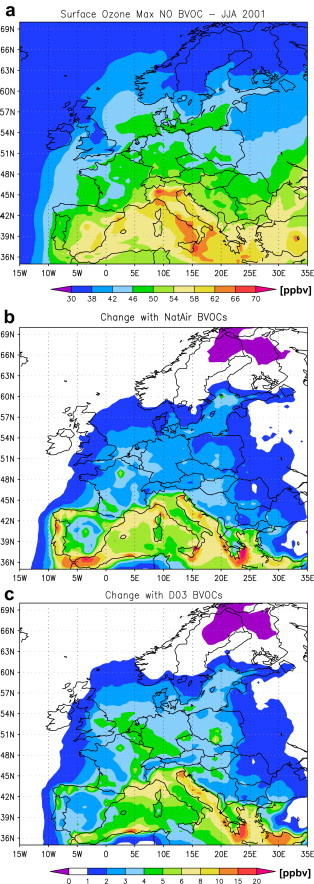 a
Surface Ozone Max NO BVOC – JJA 2001
69N
66N
63N
60N
57N
54N
51N
48N
45N
42N
39N
36N
15W 10W 5W 0 5E 10E 15E 20E 25E 30E 35E
30 38 42 46 50 54 58 62 66 70 [ppbv]
b
Change with NatAir BVOCs
69N
66N
63N
60N
57N
54N
51N
48N
45N
42N
39N
36N
15W 10W 5W 0 5E 10E 15E 20E 25E 30E 35E
c
Change with D03 BVOCs
69N
66N
63N
60N
57N
54N
51N
48N
45N
42N
39N
36N
15W 10W 5W 0 5E 10E 15E 20E 25E 30E 35E
0 1 2 3 4 5 6 8 10 15 20 [ppbv]